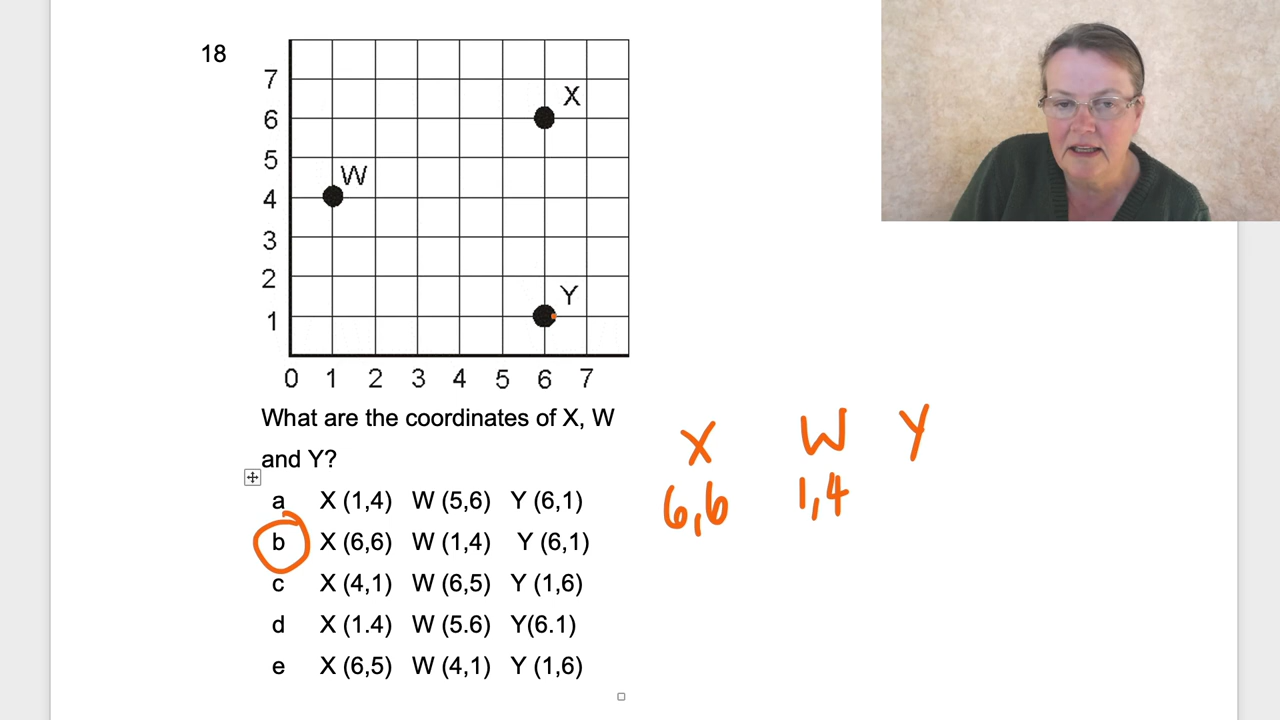 18
7
X
6
5
W
4
3
2
Y
1
0 1 2 3 4 5 6 7
What are the coordinates of X, W
and Y?
X W Y
6,6 1,4
a X (1,4) W (5,6) Y (6,1)
b X (6,6) W (1,4) Y (6,1)
c X (4,1) W (6,5) Y (1,6)
d X (1.4) W (5.6) Y(6.1)
e X (6,5) W (4,1) Y (1,6)